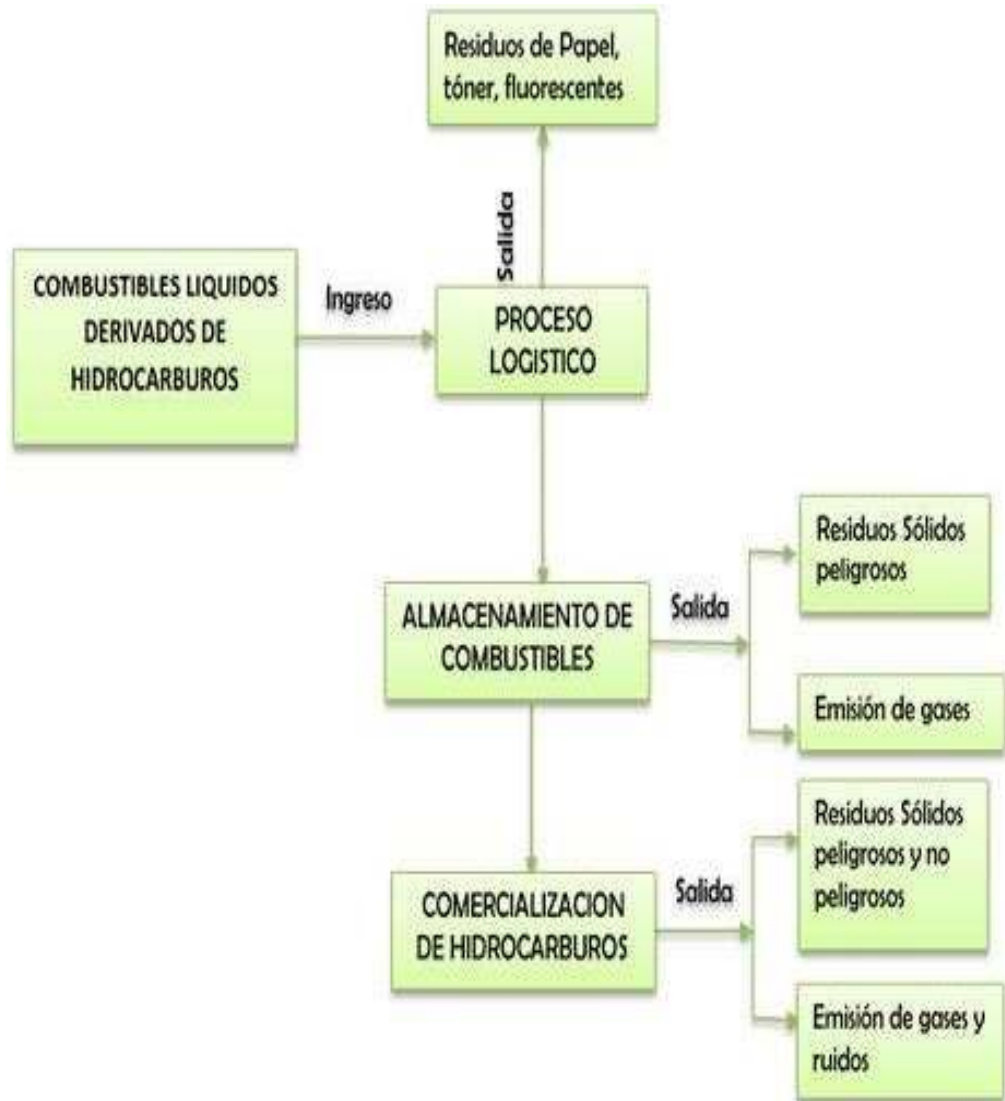 Residuos de Papel,
tóner, fluorescentes
Salida
COMBUSTIBLES LIQUIDOS
DERIVADOS DE
HIDROCARBUROS
Ingreso
PROCESO
LOGISTICO
Residuos Sólidos
peligrosos
ALMACENAMIENTO DE
COMBUSTIBLES
Salida
Emisión de gases
Residuos Sólidos
peligrosos y no
peligrosos
COMERCIALIZACION
DE HIDROCARBUROS
Salida
Emisión de gases y
ruidos